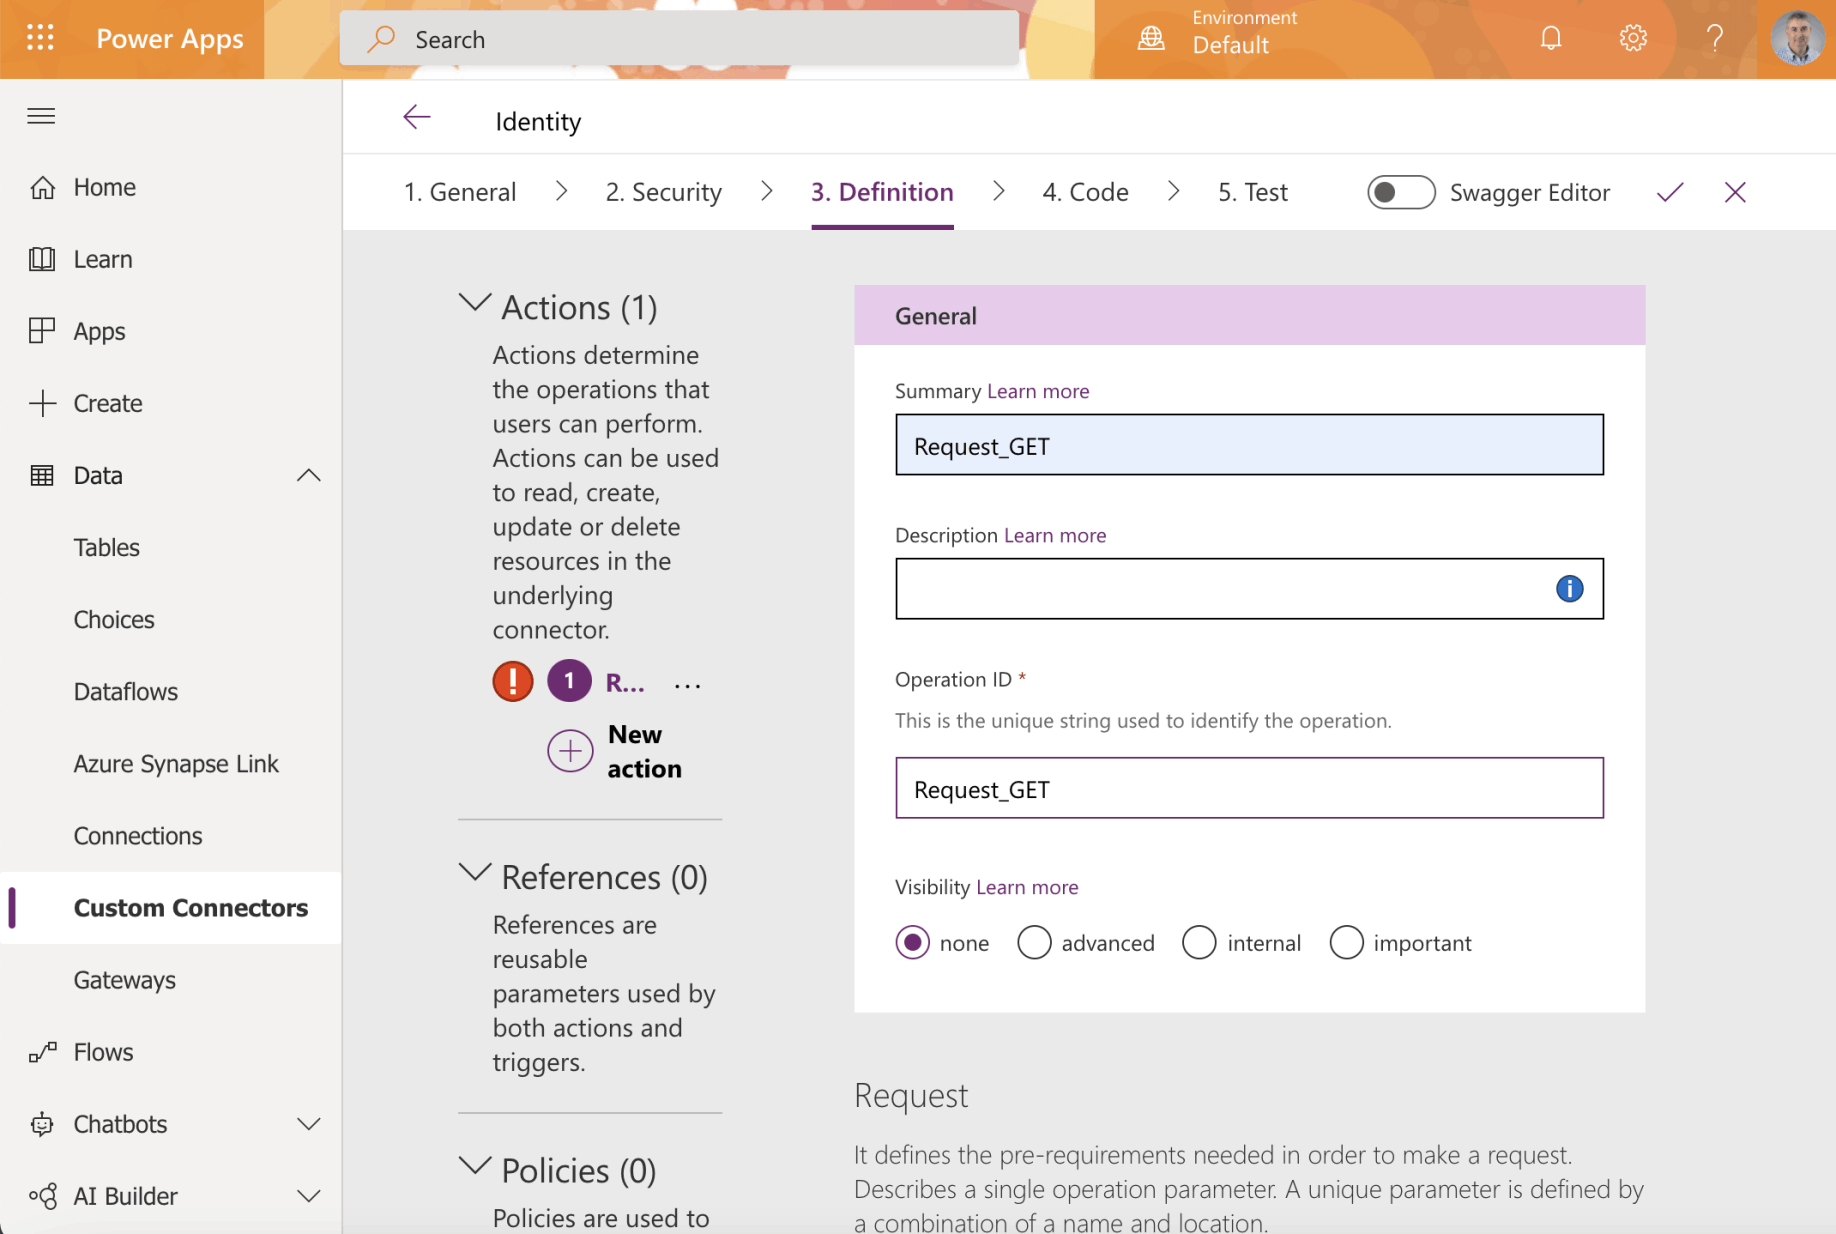 Power Apps
Search
Environment
Default
Identity
1. General
2. Security
3. Definition
4. Code
5. Test
Swagger Editor
Home
Learn
Apps
Create
Data
Tables
Choices
Dataflows
Azure Synapse Link
Connections
Custom Connectors
Gateways
Flows
Chatbots
AI Builder
Actions (1)
Actions determine
the operations that
users can perform.
Actions can be used
to read, create,
update or delete
resources in the
underlying
connector.
1 R... ...
New
action
References (0)
References are
reusable
parameters used by
both actions and
triggers.
Policies (0)
Policies are used to
General
Summary Learn more
Request_GET
Description Learn more
Operation ID *
This is the unique string used to identify the operation.
Request_GET
Visibility Learn more
none advanced internal important
Request
It defines the pre-requirements needed in order to make a request.
Describes a single operation parameter. A unique parameter is defined by
a combination of a name and location.